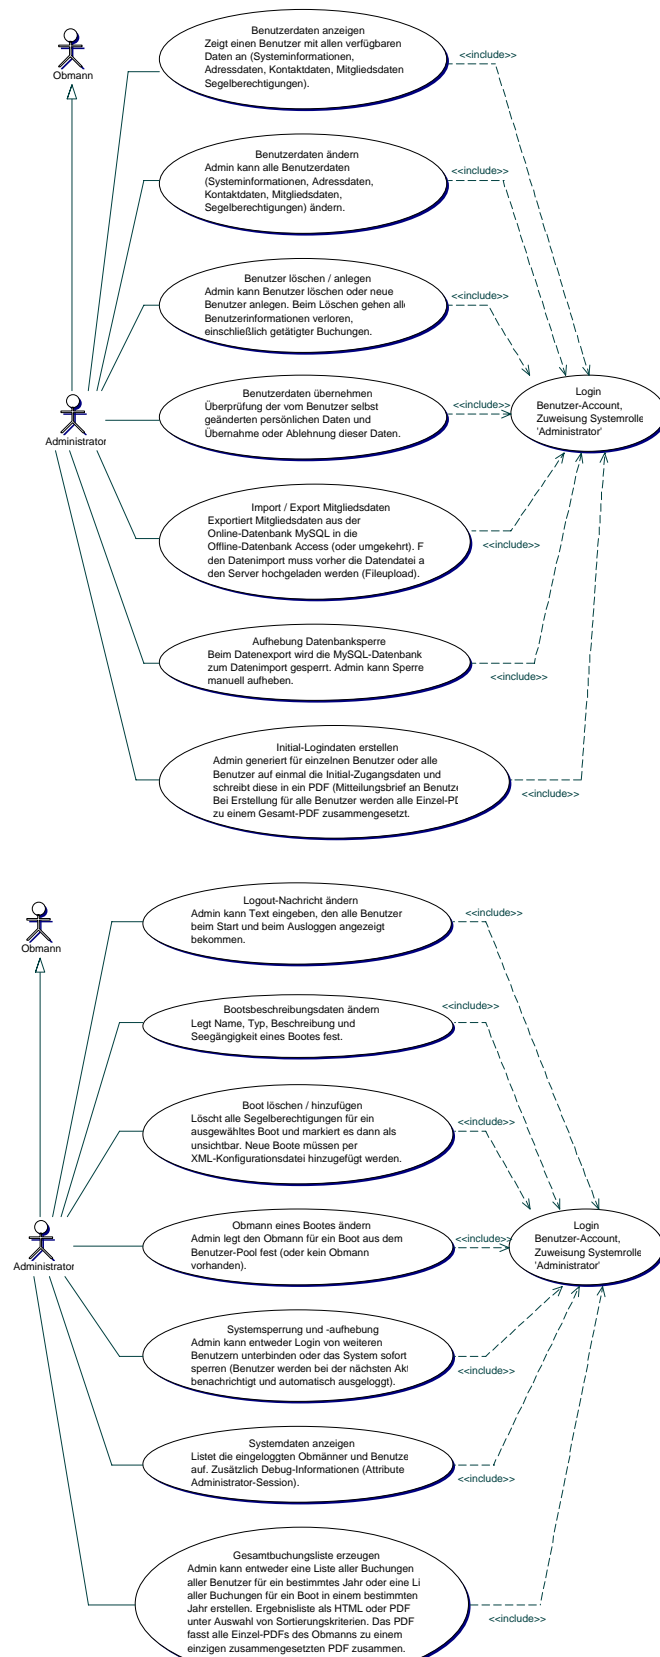 Benutzerdaten anzeigen
Zeigt einen Benutzer mit allen verfügbaren
Daten an (Systeminformationen,
Adressdaten, Kontaktdaten, Mitgliedsdaten
Segelberechtigungen).
<<include>>
Obmann
Benutzerdaten ändern
Admin kann alle Benutzerdaten
(Systeminformationen, Adressdaten,
Kontaktdaten, Mitgliedsdaten,
Segelberechtigungen) ändern.
<<include>>
Benutzer löschen / anlegen
Admin kann Benutzer löschen oder neue
Benutzer anlegen. Beim Löschen gehen alle
Benutzerinformationen verloren,
einschließlich getätigter Buchungen.
<<include>>
Administrator
Benutzerdaten übernehmen
Überprüfung der vom Benutzer selbst
geänderten persönlichen Daten und
Übernahme oder Ablehnung dieser Daten.
<<include>>
Login
Benutzer-Account,
Zuweisung Systemrolle
'Administrator'
Import / Export Mitgliedsdaten
Exportiert Mitgliedsdaten aus der
Online-Datenbank MySQL in die
Offline-Datenbank Access (oder umgekehrt). F
den Datenimport muss vorher die Datendatei a
den Server hochgeladen werden (Fileupload).
<<include>>
Aufhebung Datenbanksperre
Beim Datenexport wird die MySQL-Datenbank
zum Datenimport gesperrt. Admin kann Sperre
manuell aufheben.
<<include>>
Initial-Logindaten erstellen
Admin generiert für einzelnen Benutzer oder alle
Benutzer auf einmal die Initial-Zugangsdaten und
schreibt diese in ein PDF (Mitteilungsbrief an Benutze
Bei Erstellung für alle Benutzer werden alle Einzel-PD
zu einem Gesamt-PDF zusammengesetzt.
<<include>>
Logout-Nachricht ändern
Admin kann Text eingeben, den alle Benutzer
beim Start und beim Ausloggen angezeigt
bekommen.
<<include>>
Obmann
Bootsbeschreibungsdaten ändern
Legt Name, Typ, Beschreibung und
Seegängigkeit eines Bootes fest.
<<include>>
Boot löschen / hinzufügen
Löscht alle Segelberechtigungen für ein
ausgewähltes Boot und markiert es dann als
unsichtbar. Neue Boote müssen per
XML-Konfigurationsdatei hinzugefügt werden.
<<include>>
Administrator
Obmann eines Bootes ändern
Admin legt den Obmann für ein Boot aus dem
Benutzer-Pool fest (oder kein Obmann
vorhanden).
<<include>>
Login
Benutzer-Account,
Zuweisung Systemrolle
'Administrator'
Systemsperrung und -aufhebung
Admin kann entweder Login von weiteren
Benutzern unterbinden oder das System sofort
sperren (Benutzer werden bei der nächsten Akt
benachrichtigt und automatisch ausgeloggt).
<<include>>
Systemdaten anzeigen
Listet die eingeloggten Obmänner und Benutze
auf. Zusätzlich Debug-Informationen (Attribute
Administrator-Session).
<<include>>
Gesamtbuchungsliste erzeugen
Admin kann entweder eine Liste aller Buchungen
aller Benutzer für ein bestimmtes Jahr oder eine Li
aller Buchungen für ein Boot in einem bestimmten
Jahr erstellen. Ergebnisliste als HTML oder PDF
unter Auswahl von Sortierungskriterien. Das PDF
fasst alle Einzel-PDFs des Obmanns zu einem
einzigen zusammengesetzten PDF zusammen.
<<include>>